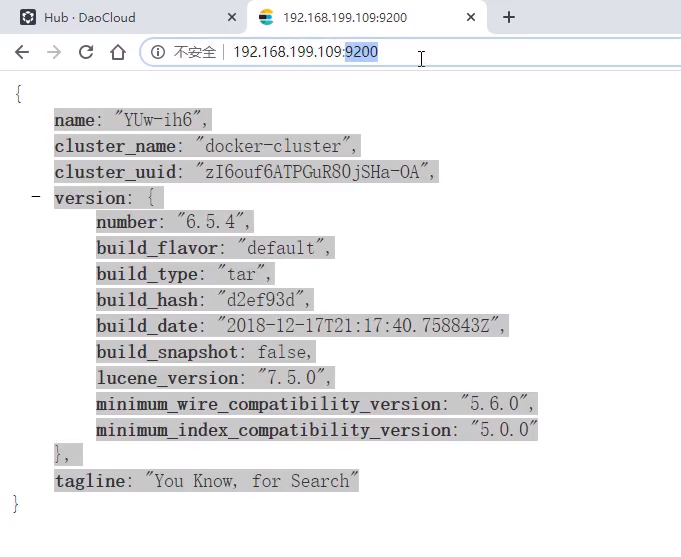 Hub · DaoCloud
192.168.199.109:9200
不安全 192.168.199.109:9200
{
name: "YUw-ih6",
cluster_name: "docker-cluster",
cluster_uuid: "zI6ouf6ATPGuR80jSHa-OA",
version: {
number: "6.5.4",
build_flavor: "default",
build_type: "tar",
build_hash: "d2ef93d",
build_date: "2018-12-17T21:17:40.758843Z",
build_snapshot: false,
lucene_version: "7.5.0",
minimum_wire_compatibility_version: "5.6.0",
minimum_index_compatibility_version: "5.0.0"
},
tagline: "You Know, for Search"
}